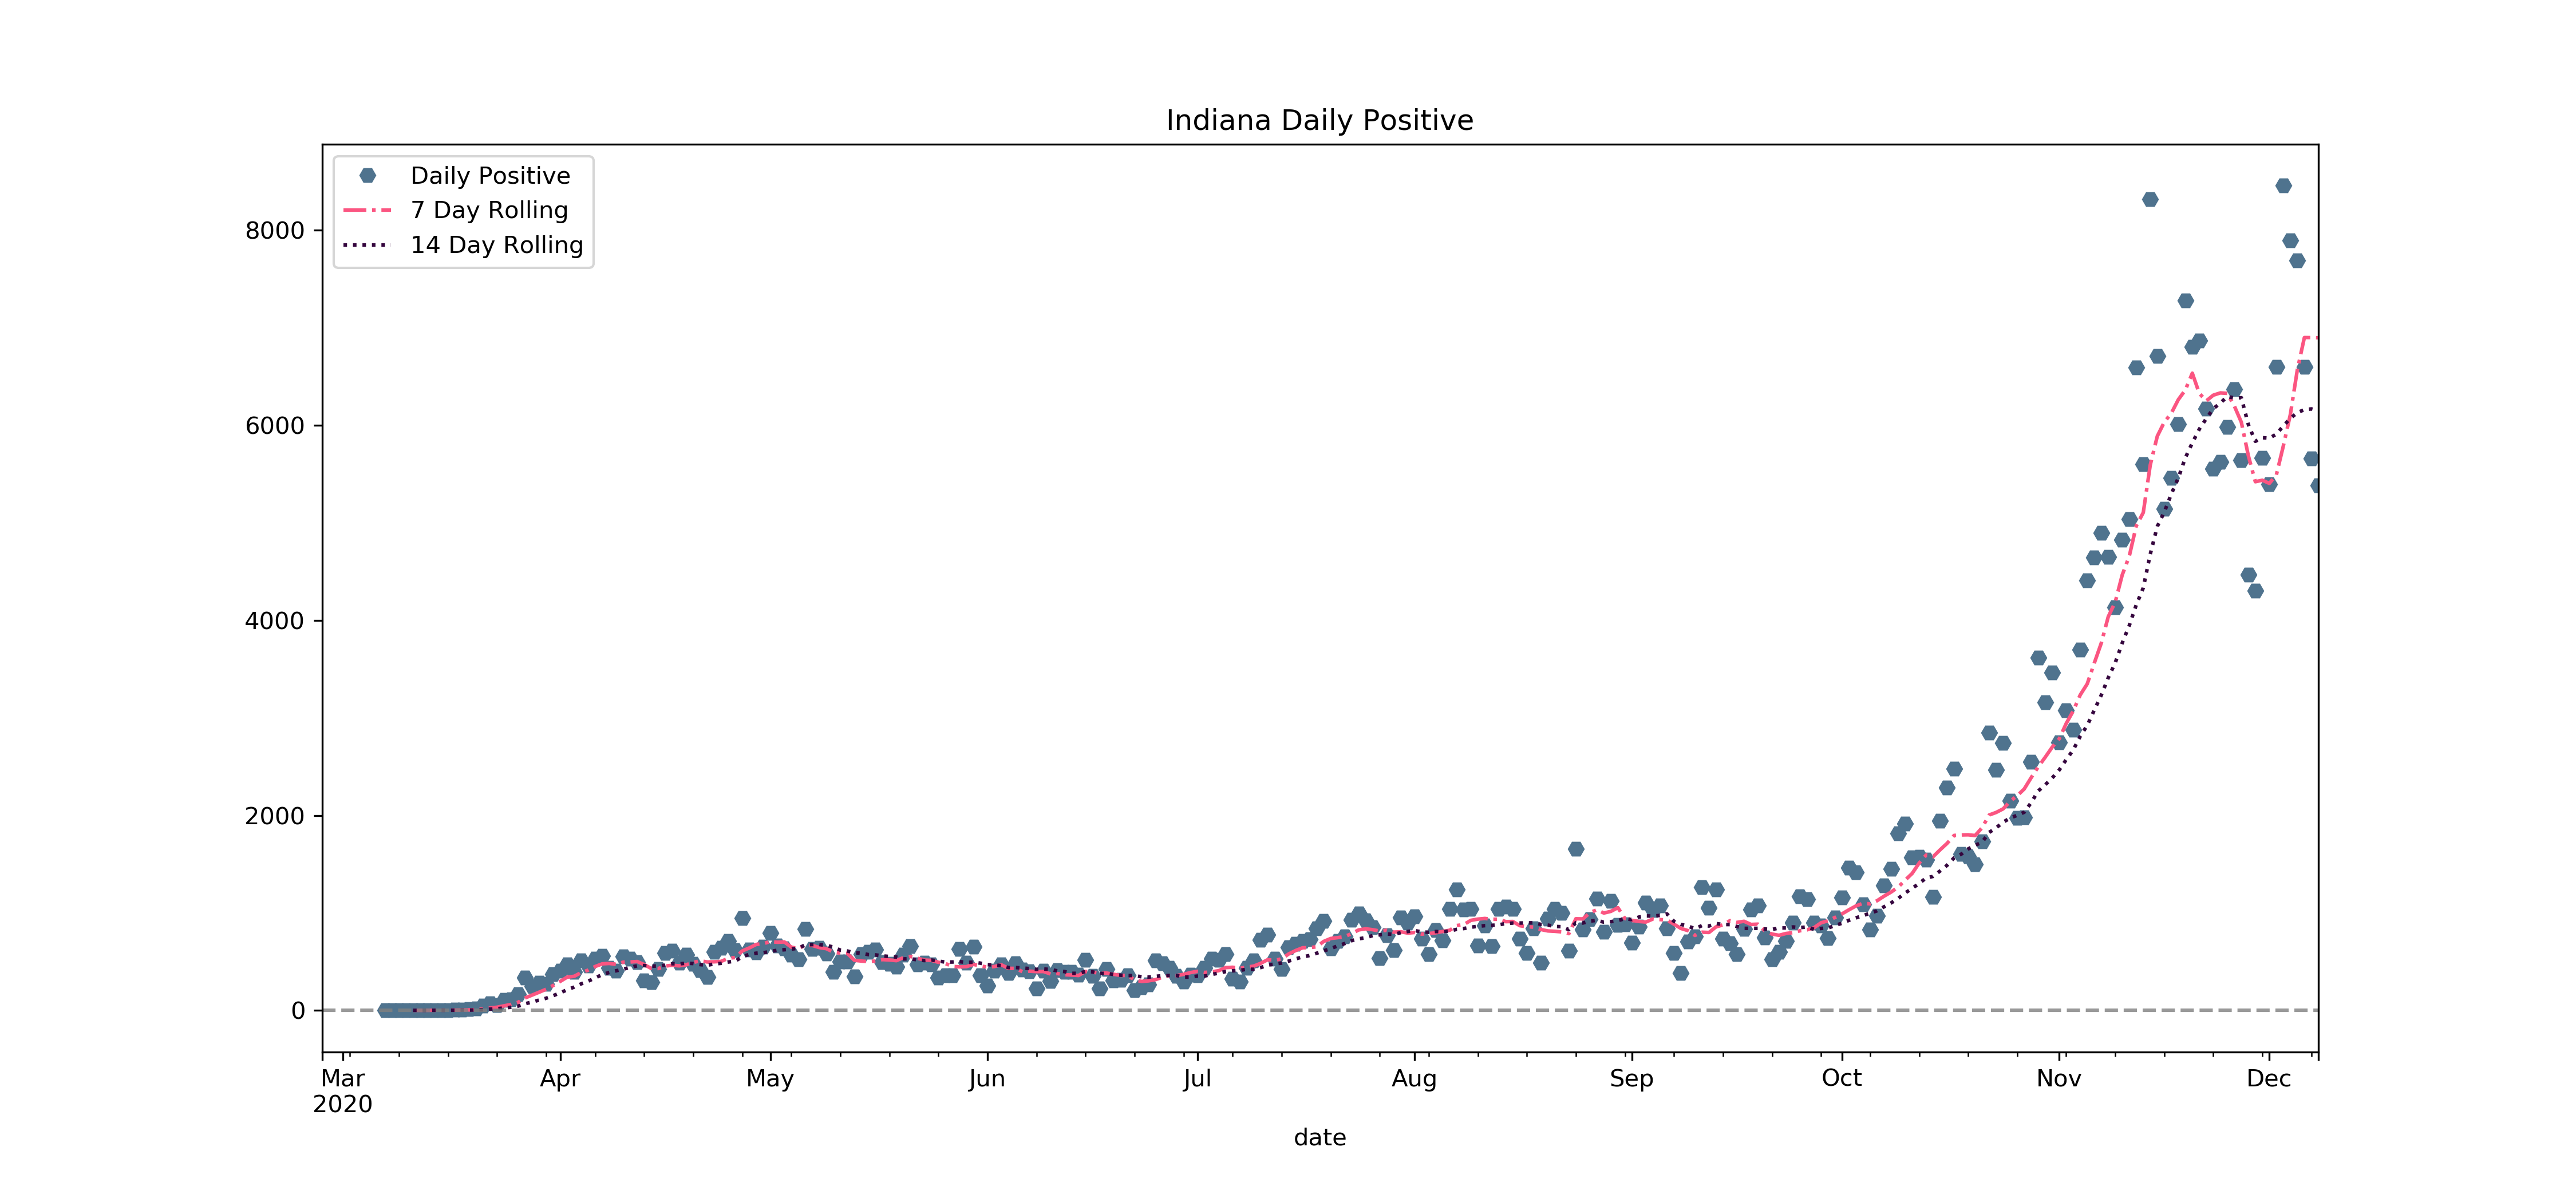 Indiana Daily Positive
Daily Positive
7 Day Rolling
14 Day Rolling
8000
6000
4000
2000
0
Mar Apr May Jun Jul Aug Sep Oct Nov Dec
2020
date